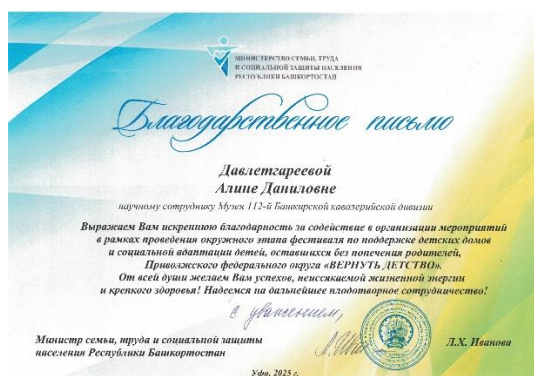 МИНИСТЕРСТВО СЕМЬИ, ТРУДА
И СОЦИАЛЬНОЙ ЗАЩИТЫ НАСЕЛЕНИЯ
РЕСПУБЛИКИ БАШКОРТОСТАН
Благодарственное письмо
Давлетгареевой
Алине Даниловне
научному сотруднику Музея 112-й Башкирской кавалерийской дивизии
Выражаем Вам искреннюю благодарность за содействие в организации мероприятий
в рамках проведения окружного этапа фестиваля по поддержке детских домов
и социальной адаптации детей, оставшихся без попечения родителей,
Приволжского федерального округа «ВЕРНУТЬ ДЕТСТВО».
От всей души желаем Вам успехов, неиссякаемой жизненной энергии
и крепкого здоровья! Надеемся на дальнейшее плодотворное сотрудничество!
с уважением,
Министр семьи, труда и социальной защиты
населения Республики Башкортостан
Л.Х. Иванова
Уфа, 2025 г.